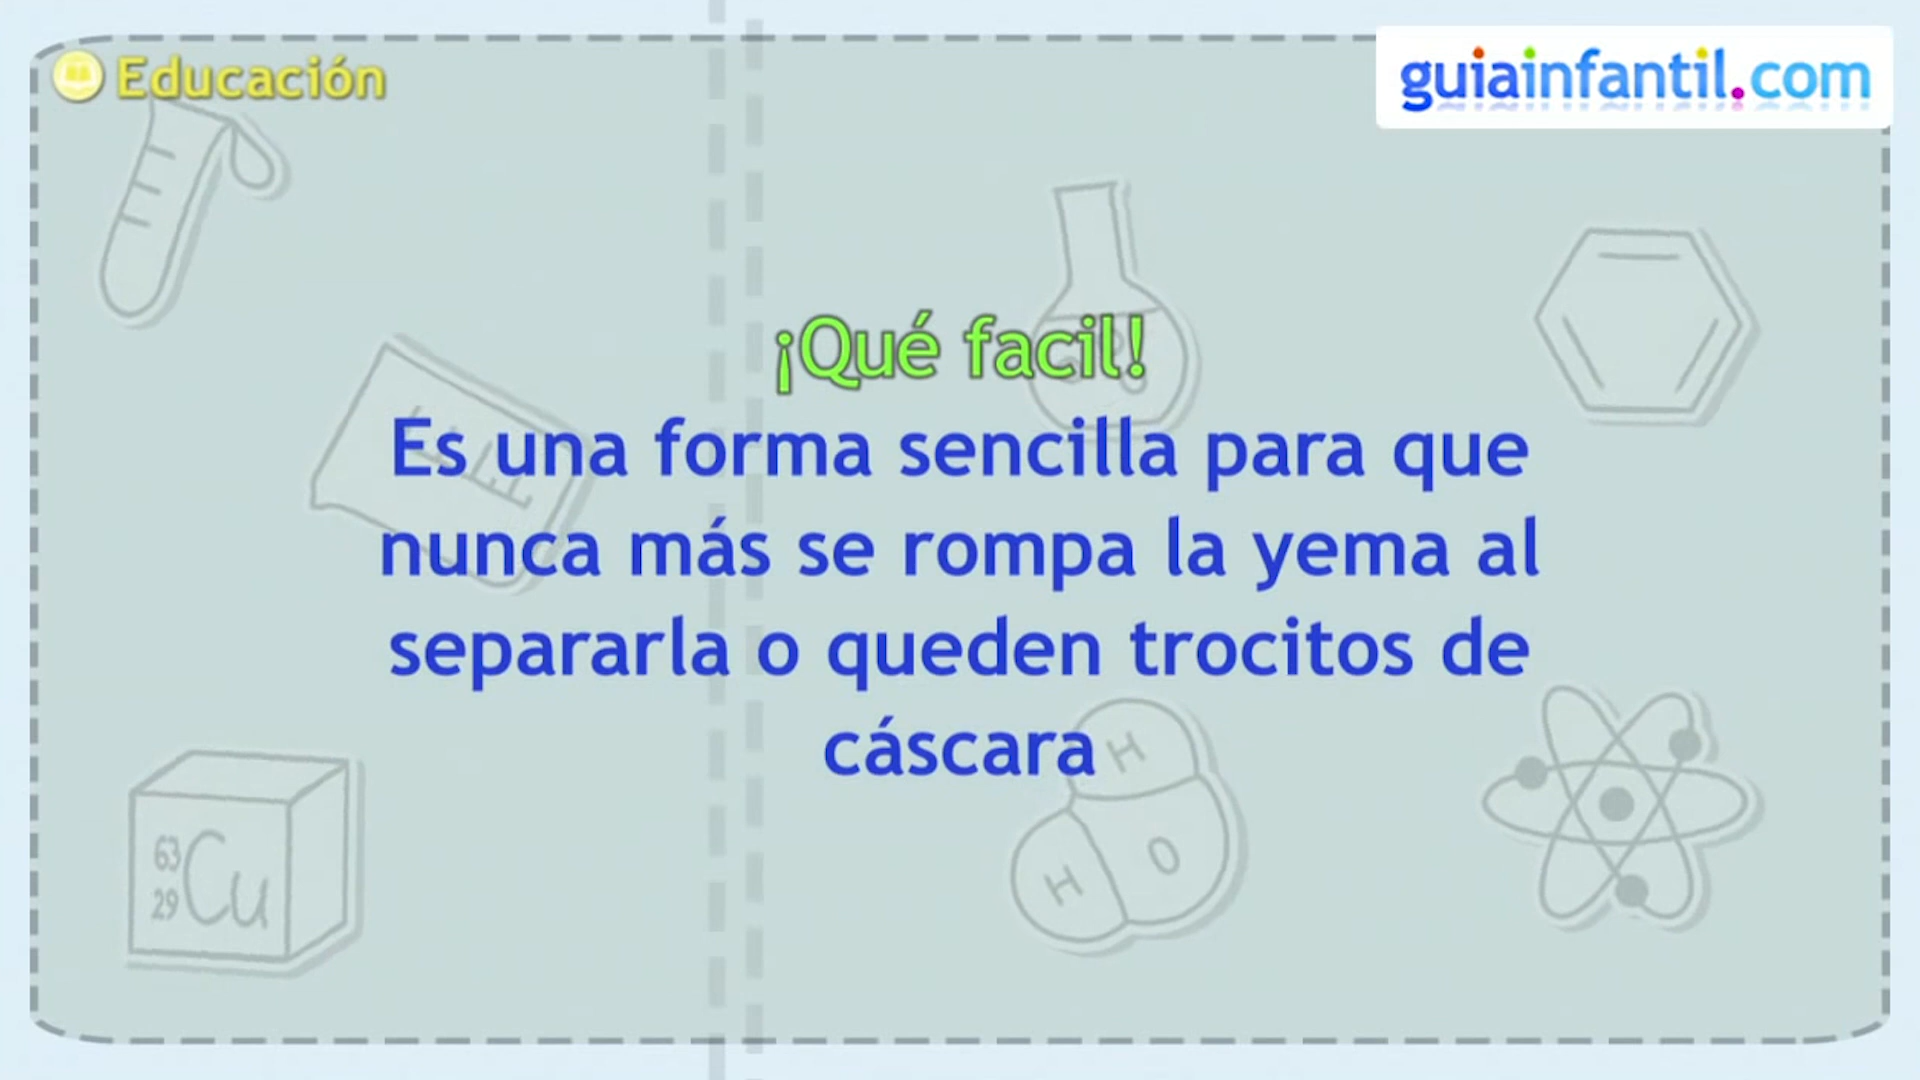 Educación
guiainfantil.com
¡Qué facil!
Es una forma sencilla para que
nunca más se rompa la yema al
separarla o queden trocitos de
cáscara
H
H O
63
29 Cu